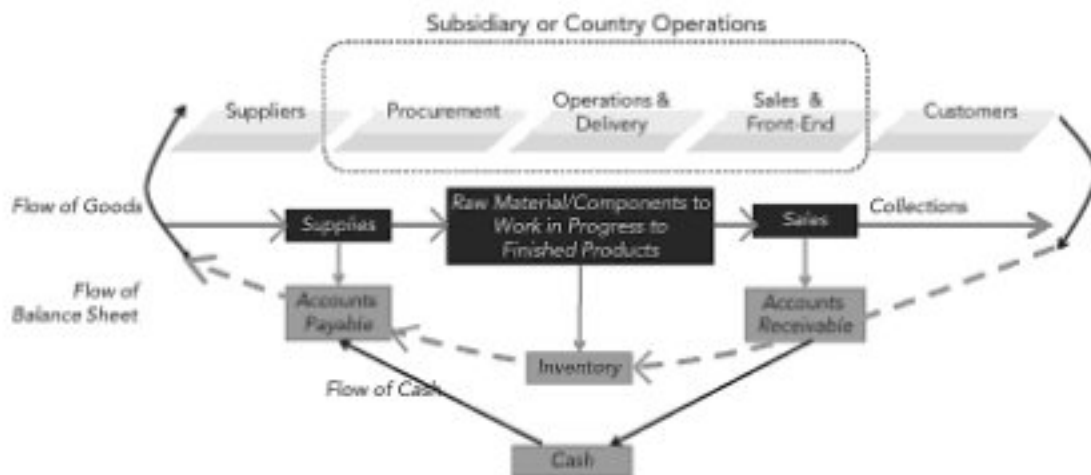 Subsidiary or Country Operations
Suppliers
Procurement
Operations &
Delivery
Sales &
Front-End
Customers
Flow of Goods
Supplies
Raw Material/Components to
Work in Progress to
Finished Products
Sales
Collections
Flow of
Balance Sheet
Accounts
Payable
Accounts
Receivable
Inventory
Flow of Cash
Cash